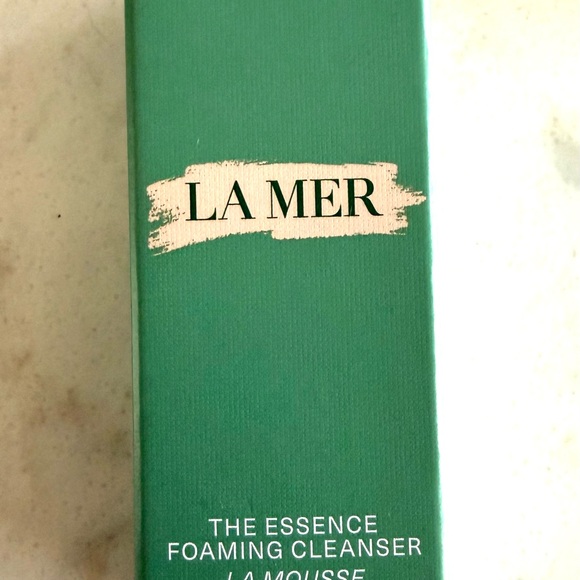 LA MER
THE ESSENCE
FOAMING CLEANSER
LA MOUSSE